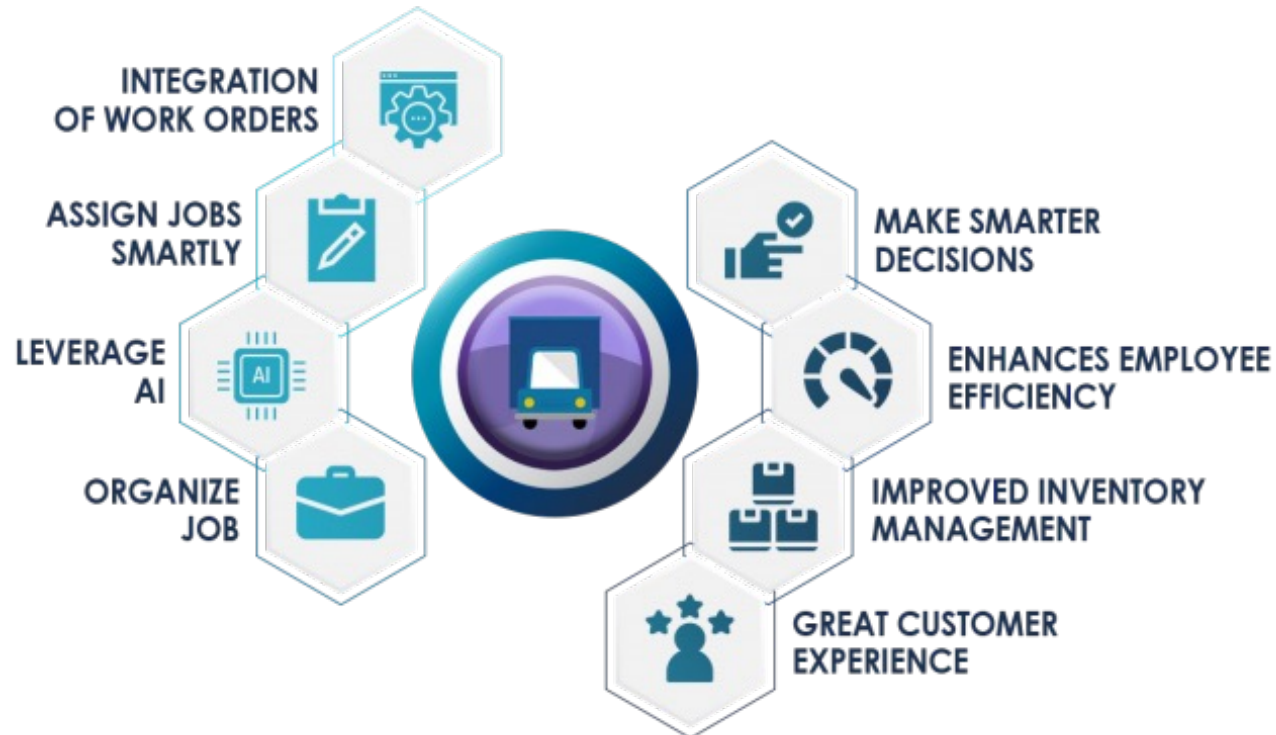 INTEGRATION
OF WORK ORDERS
ASSIGN JOBS
SMARTLY
LEVERAGE
AI
AI
ORGANIZE
JOB
MAKE SMARTER
DECISIONS
ENHANCES EMPLOYEE
EFFICIENCY
IMPROVED INVENTORY
MANAGEMENT
GREAT CUSTOMER
EXPERIENCE